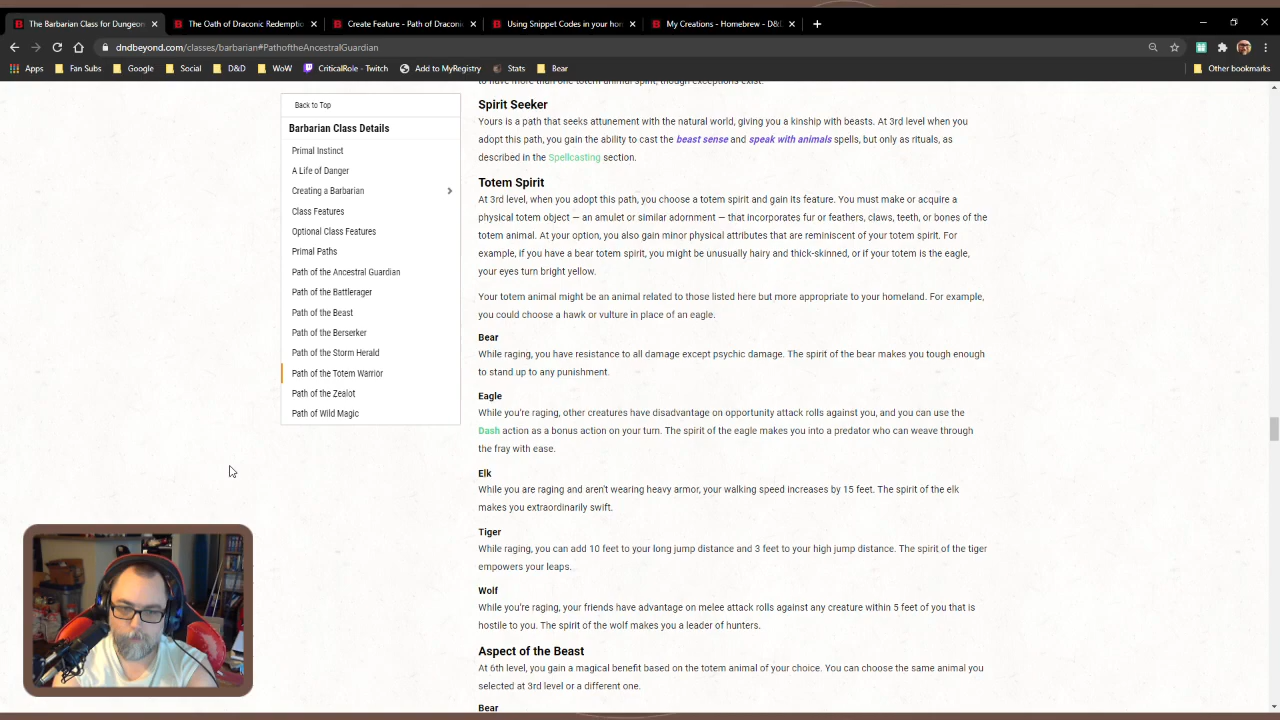 The Barbarian Class for Dungeon
The Oath of Draconic Redemptio
Create Feature - Path of Draconic
Using Snippet Codes in your hom
My Creations - Homebrew - D&D
dndbeyond.com/classes/barbarian#PathoftheAncestralGuardian
Apps
Fan Subs
Google
Social
D&D
WoW
CriticalRole - Twitch
Add to MyRegistry
Stats
Bear
Other bookmarks
Back to Top
Barbarian Class Details
Primal Instinct
A Life of Danger
Creating a Barbarian
Class Features
Optional Class Features
Primal Paths
Path of the Ancestral Guardian
Path of the Battlerager
Path of the Beast
Path of the Berserker
Path of the Storm Herald
Path of the Totem Warrior
Path of the Zealot
Path of Wild Magic
to have more than one totem animal spirit, though exceptions exist.
Spirit Seeker
Yours is a path that seeks attunement with the natural world, giving you a kinship with beasts. At 3rd level when you
adopt this path, you gain the ability to cast the beast sense and speak with animals spells, but only as rituals, as
described in the Spellcasting section.
Totem Spirit
At 3rd level, when you adopt this path, you choose a totem spirit and gain its feature. You must make or acquire a
physical totem object — an amulet or similar adornment — that incorporates fur or feathers, claws, teeth, or bones of the
totem animal. At your option, you also gain minor physical attributes that are reminiscent of your totem spirit. For
example, if you have a bear totem spirit, you might be unusually hairy and thick-skinned, or if your totem is the eagle,
your eyes turn bright yellow.
Your totem animal might be an animal related to those listed here but more appropriate to your homeland. For example,
you could choose a hawk or vulture in place of an eagle.
Bear
While raging, you have resistance to all damage except psychic damage. The spirit of the bear makes you tough enough
to stand up to any punishment.
Eagle
While you're raging, other creatures have disadvantage on opportunity attack rolls against you, and you can use the
Dash action as a bonus action on your turn. The spirit of the eagle makes you into a predator who can weave through
the fray with ease.
Elk
While you are raging and aren't wearing heavy armor, your walking speed increases by 15 feet. The spirit of the elk
makes you extraordinarily swift.
Tiger
While raging, you can add 10 feet to your long jump distance and 3 feet to your high jump distance. The spirit of the tiger
empowers your leaps.
Wolf
While you're raging, your friends have advantage on melee attack rolls against any creature within 5 feet of you that is
hostile to you. The spirit of the wolf makes you a leader of hunters.
Aspect of the Beast
At 6th level, you gain a magical benefit based on the totem animal of your choice. You can choose the same animal you
selected at 3rd level or a different one.
Bear